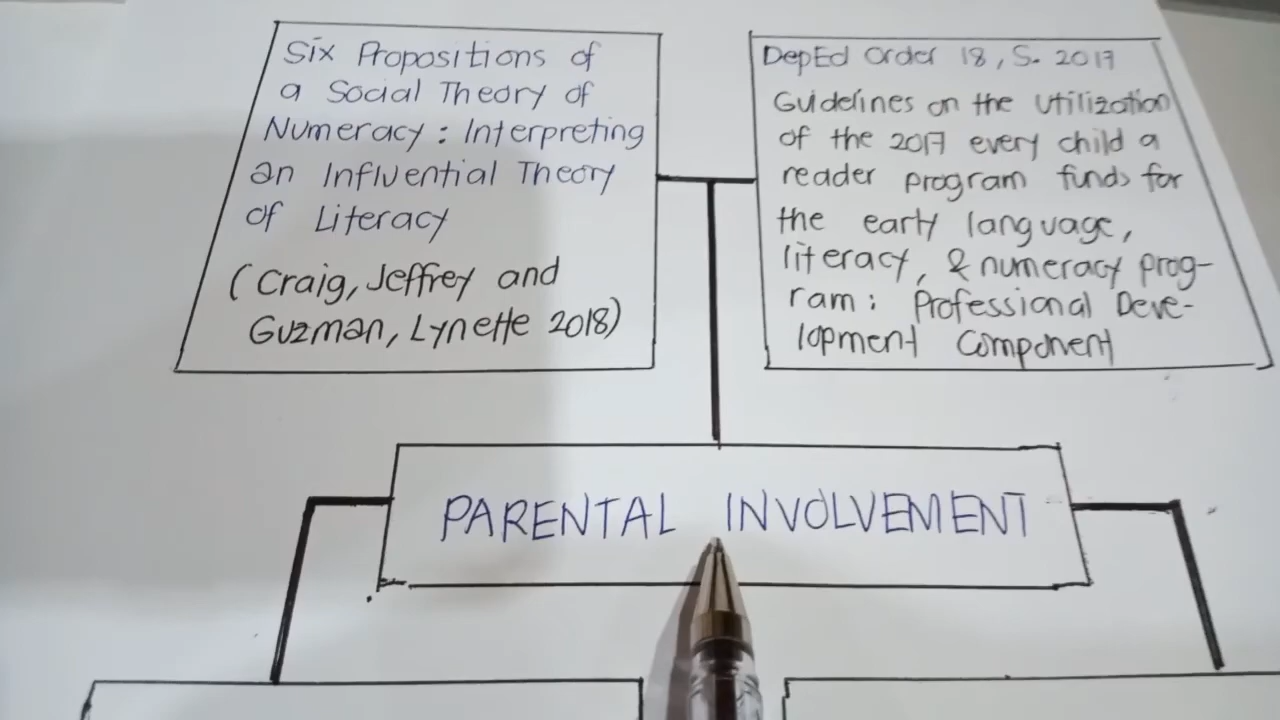 Six Propositions of
a Social Theory of
Numeracy: Interpreting
an Influential Theory
of Literacy
(Craig, Jeffrey and
Guzman, Lynette 2018)
DepEd Order 18, S. 2017
Guidelines on the utilization
of the 2017 every child a
reader program funds for
the early language,
literacy, & numeracy prog-
ram: Professional Deve-
lopment Component
PARENTAL INVOLVEMENT